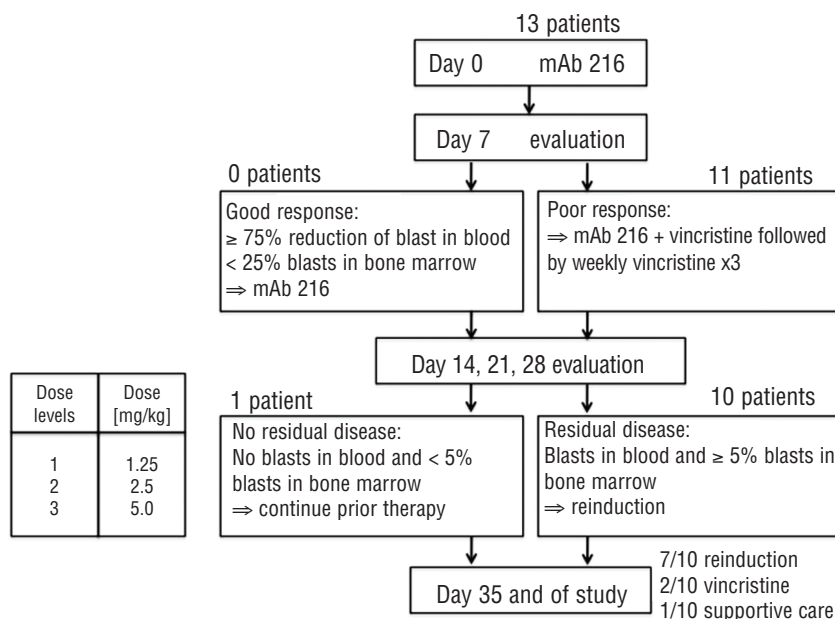 13 patients
Day 0 mAb 216
Day 7 evaluation
0 patients
11 patients
Good response:
≥ 75% reduction of blast in blood
< 25% blasts in bone marrow
⇒ mAb 216
Poor response:
⇒ mAb 216 + vincristine followed
by weekly vincristine x3
Day 14, 21, 28 evaluation
Dose levels Dose [mg/kg]
1 1.25
2 2.5
3 5.0
1 patient
10 patients
No residual disease:
No blasts in blood and < 5%
blasts in bone marrow
⇒ continue prior therapy
Residual disease:
Blasts in blood and ≥ 5% blasts in
bone marrow
⇒ reinduction
Day 35 and of study
7/10 reinduction
2/10 vincristine
1/10 supportive care